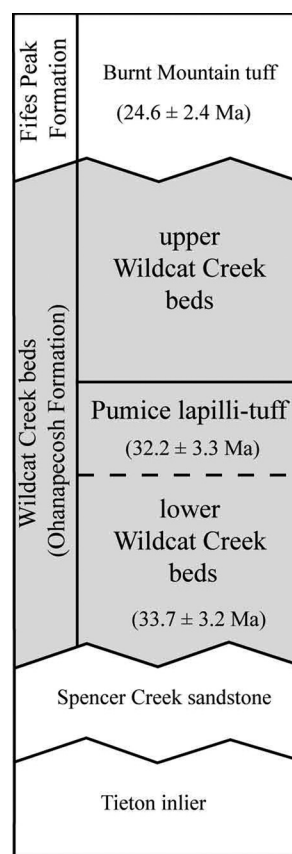 Fifes Peak
Formation
Burnt Mountain tuff
(24.6 ± 2.4 Ma)
Wildcat Creek beds
(Ohanapecosh Formation)
upper
Wildcat Creek
beds
Pumice lapilli-tuff
(32.2 ± 3.3 Ma)
lower
Wildcat Creek
beds
(33.7 ± 3.2 Ma)
Spencer Creek sandstone
Tieton inlier